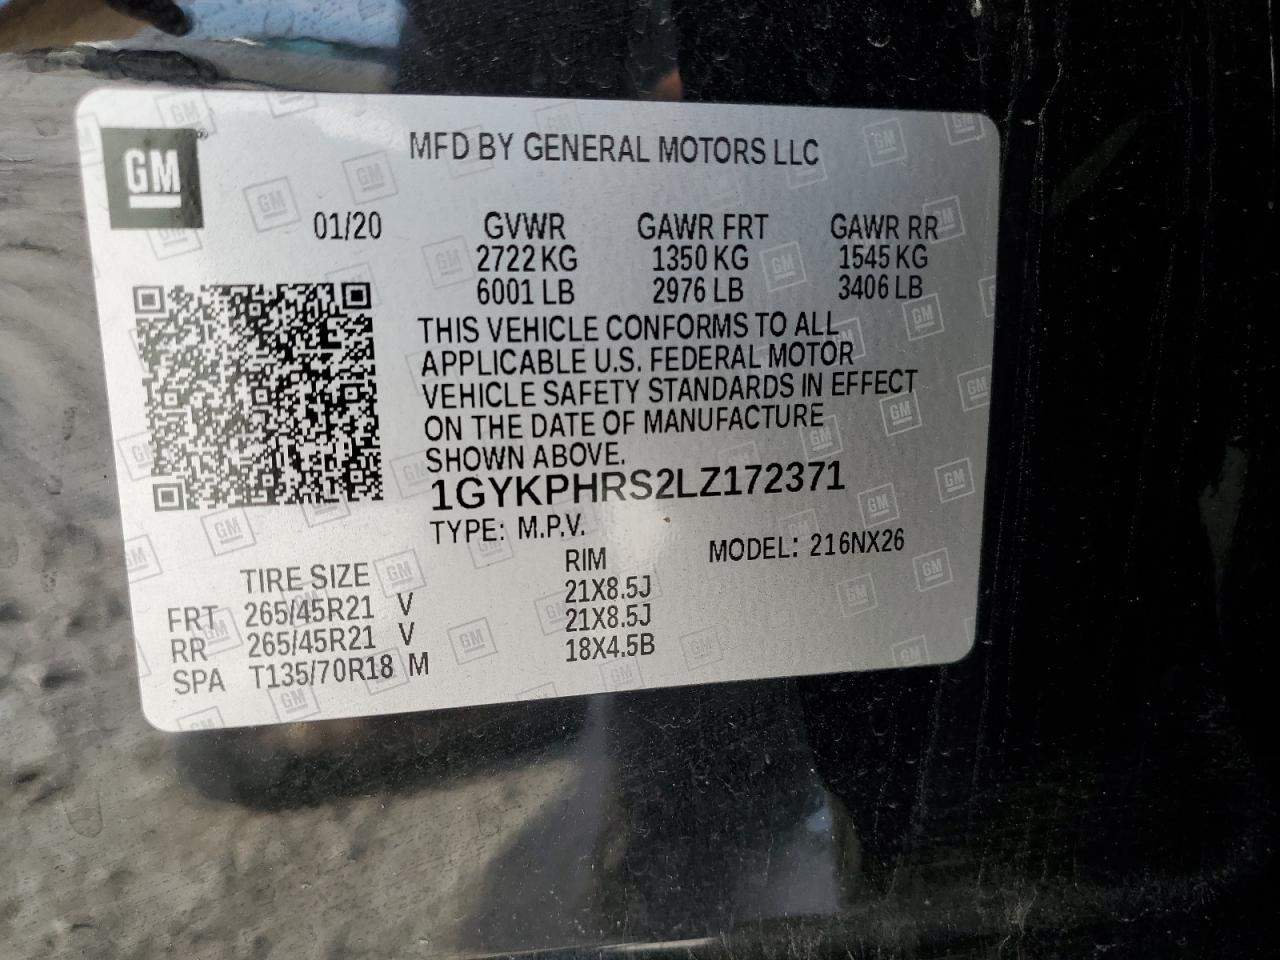 GM
MFD BY GENERAL MOTORS LLC
01/20 GVWR GAWR FRT GAWR RR
2722 KG 1350 KG 1545 KG
6001 LB 2976 LB 3406 LB
THIS VEHICLE CONFORMS TO ALL
APPLICABLE U.S. FEDERAL MOTOR
VEHICLE SAFETY STANDARDS IN EFFECT
ON THE DATE OF MANUFACTURE
SHOWN ABOVE.
1GYKPHRS2LZ172371
TYPE: M.P.V. MODEL: 216NX26
TIRE SIZE RIM
FRT 265/45R21 V 21X8.5J
RR 265/45R21 V 21X8.5J
SPA T135/70R18 M 18X4.5B